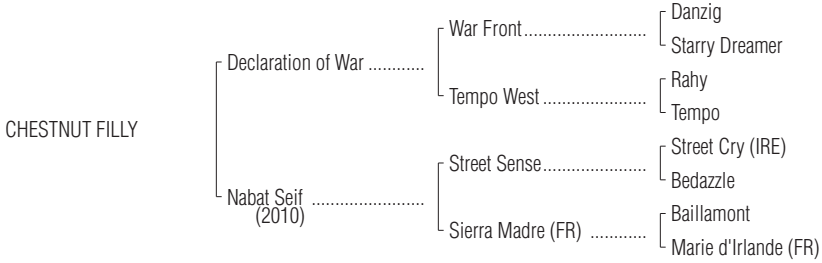 Danzig
War Front..........................
Starry Dreamer
Declaration of War ............
Rahy
Tempo West ......................
Tempo
CHESTNUT FILLY
Street Cry (IRE)
Street Sense......................
Bedazzle
Nabat Seif ........................
(2010)
Baillamont
Sierra Madre (FR) ............
Marie d'Irlande (FR)